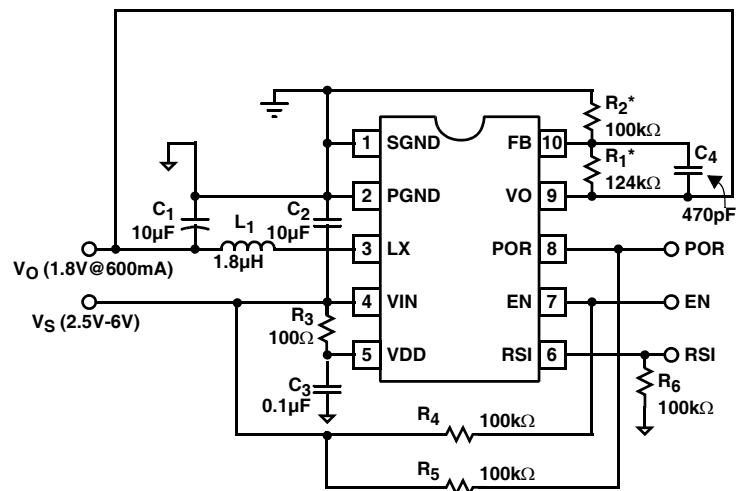 R2*
100kΩ
1 SGND FB 10
R1*
124kΩ
C4
470pF
2 PGND VO 9
C1
10µF
L1
1.8µH
C2
10µF
3 LX POR 8
POR
VO (1.8V@600mA)
4 VIN EN 7
EN
VS (2.5V-6V)
R3
100Ω
5 VDD RSI 6
RSI
C3
0.1µF
R6
100kΩ
R4 100kΩ
R5 100kΩ